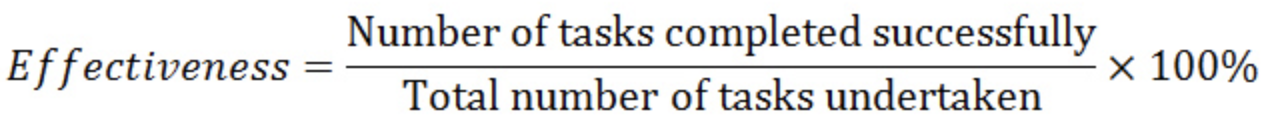 Number of tasks completed successfully
Effectiveness = × 100%
Total number of tasks undertaken